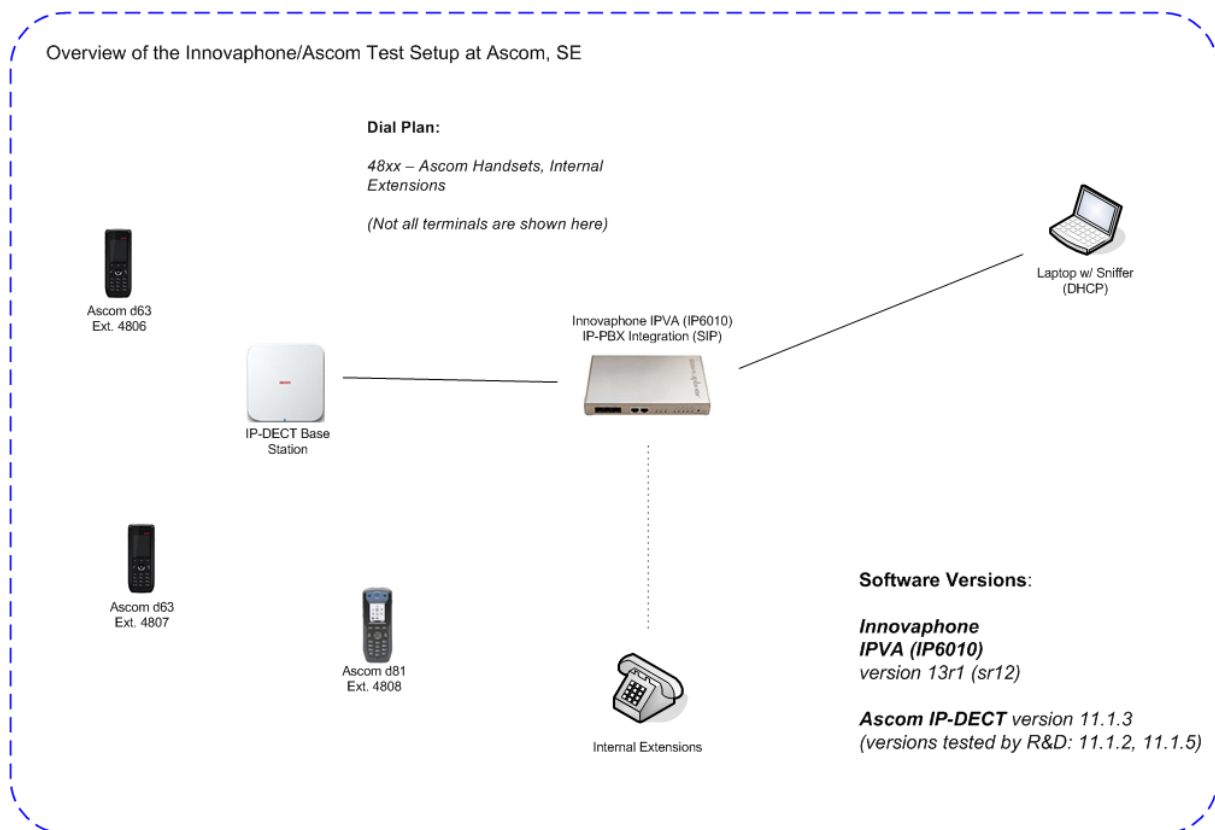 Overview of the Innovaphone/Ascom Test Setup at Ascom, SE
Dial Plan:
48xx – Ascom Handsets, Internal
Extensions
(Not all terminals are shown here)
Ascom d63
Ext. 4806
Laptop w/ Sniffer
(DHCP)
Innovaphone IPVA (IP6010)
IP-PBX Integration (SIP)
IP-DECT Base
Station
Ascom d63
Ext. 4807
Ascom d81
Ext. 4808
Internal Extensions
Software Versions:
Innovaphone
IPVA (IP6010)
version 13r1 (sr12)
Ascom IP-DECT version 11.1.3
(versions tested by R&D: 11.1.2, 11.1.5)